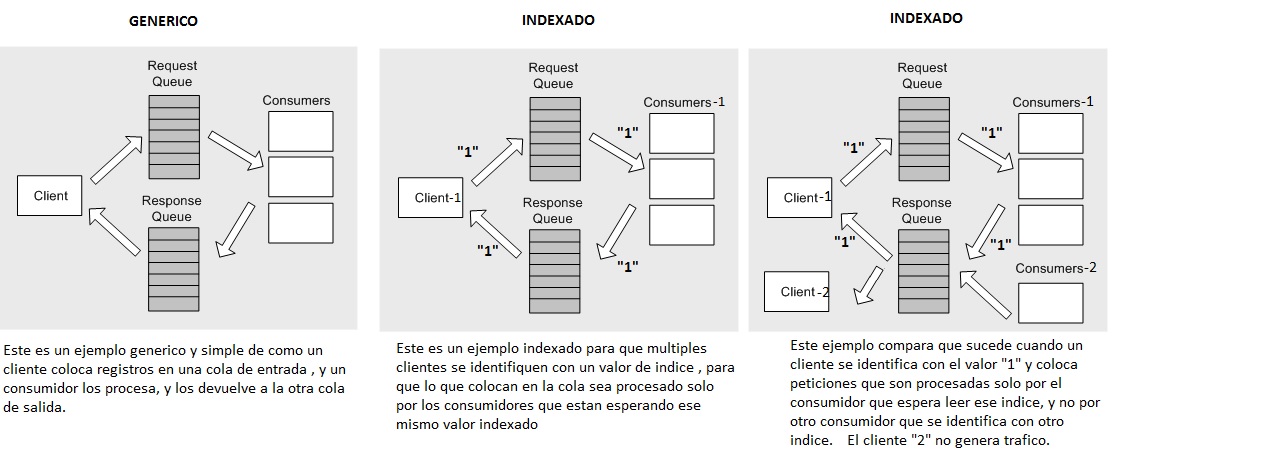 GENERICO
Request
Queue
Consumers
Client
Response
Queue
Este es un ejemplo generico y simple de como un
cliente coloca registros en una cola de entrada , y un
consumidor los procesa, y los devuelve a la otra cola
de salida.
INDEXADO
Request
Queue
Consumers-1
"1"
"1"
Client-1
Response
Queue
"1"
"1"
Este es un ejemplo indexado para que multiples
clientes se identifiquen con un valor de indice , para
que lo que colocan en la cola sea procesado solo
por los consumidores que estan esperando ese
mismo valor indexado
INDEXADO
Request
Queue
Consumers-1
"1"
"1"
Client-1
Response
Queue
"1"
"1"
Consumers-2
Client-2
Este ejemplo compara que sucede cuando un
cliente se identifica con el valor "1" y coloca
peticiones que son procesadas solo por el
consumidor que espera leer ese indice, y no por
otro consumidor que se identifica con otro
indice. El cliente "2" no genera trafico.